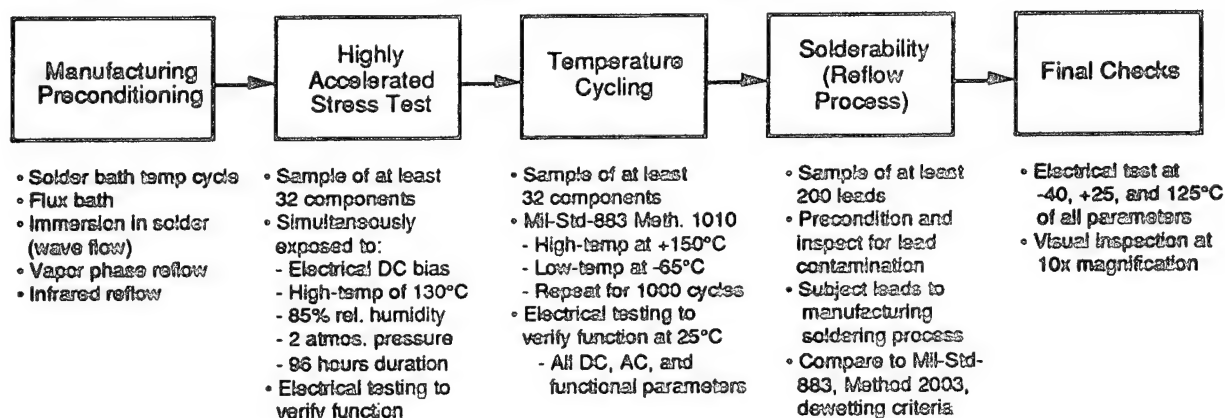 Manufacturing
Preconditioning
Highly
Accelerated
Stress Test
Temperature
Cycling
Solderability
(Reflow
Process)
Final Checks
• Solder bath temp cycle
• Flux bath
• Immersion in solder
(wave flow)
• Vapor phase reflow
• Infrared reflow
• Sample of at least
32 components
• Simultaneously
exposed to:
- Electrical DC bias
- High-temp of 130°C
- 85% rel. humidity
- 2 atmos. pressure
- 96 hours duration
• Electrical testing to
verify function
• Sample of at least
32 components
• Mil-Std-883 Meth. 1010
- High-temp at +150°C
- Low-temp at -65°C
- Repeat for 1000 cycles
• Electrical testing to
verify function at 25°C
- All DC, AC, and
functional parameters
• Sample of at least
200 leads
• Precondition and
inspect for lead
contamination
• Subject leads to
manufacturing
soldering process
• Compare to Mil-Std-
883, Method 2003,
dewetting criteria
• Electrical test at
-40, +25, and 125°C
of all parameters
• Visual inspection at
10x magnification